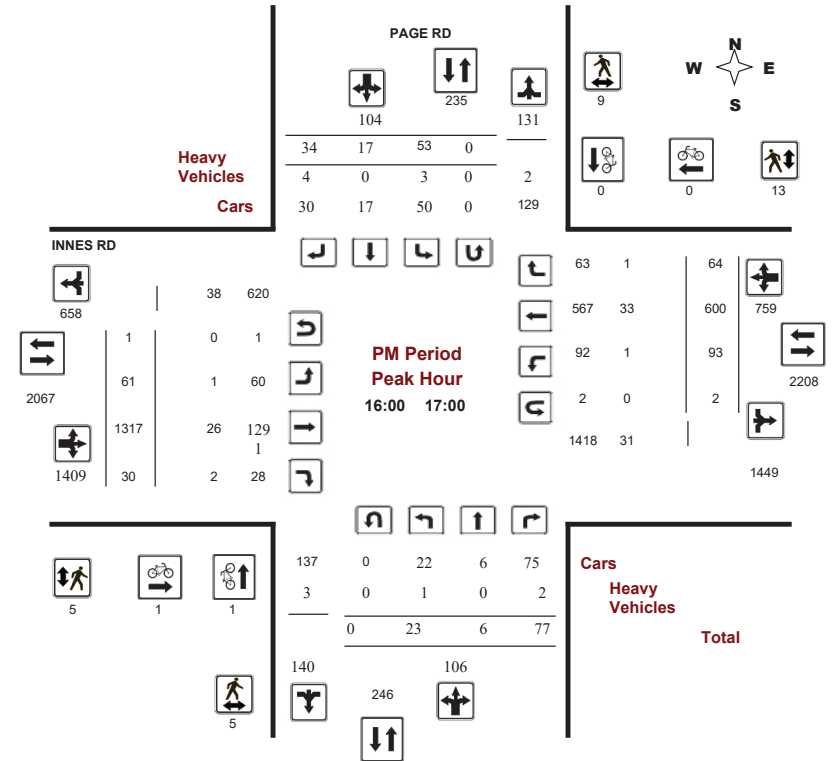 PAGE RD
N
W E
S
235
9
104 131
34 17 53 0
Heavy
Vehicles
4 0 3 0 2
0 0 13
Cars
30 17 50 0 129
INNES RD
63 1 64
658
38 620
567 33 600 759
1 0 1
PM Period
Peak Hour
92 1 93
2067
61 1 60
16:00 17:00
2 0 2
2208
1317 26 129
1
1418 31
1409 30 2 28
1449
137 0 22 6 75
Cars
3 0 1 0 2
Heavy
Vehicles
5 1 1
0 23 6 77
Total
140 106
246
5